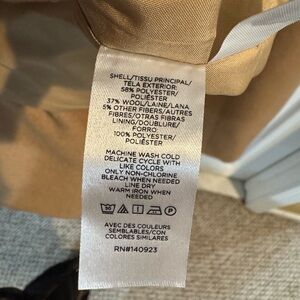 SHELL/TISSU PRINCIPAL/
TELA EXTERIOR:
58% POLYESTER/
POLIÉSTER
37% WOOL/LAINE/LANA
5% OTHER FIBERS/AUTRES
FIBRES/OTRAS FIBRAS
LINING/DOUBLURE/
FORRO:
100% POLYESTER/
POLIÉSTER
MACHINE WASH COLD
DELICATE CYCLE WITH
LIKE COLORS
ONLY NON-CHLORINE
BLEACH WHEN NEEDED
LINE DRY
WARM IRON WHEN
NEEDED
30
P
AVEC DES COULEURS
SEMBLABLES/CON
COLORES SIMILARES
RN#140923